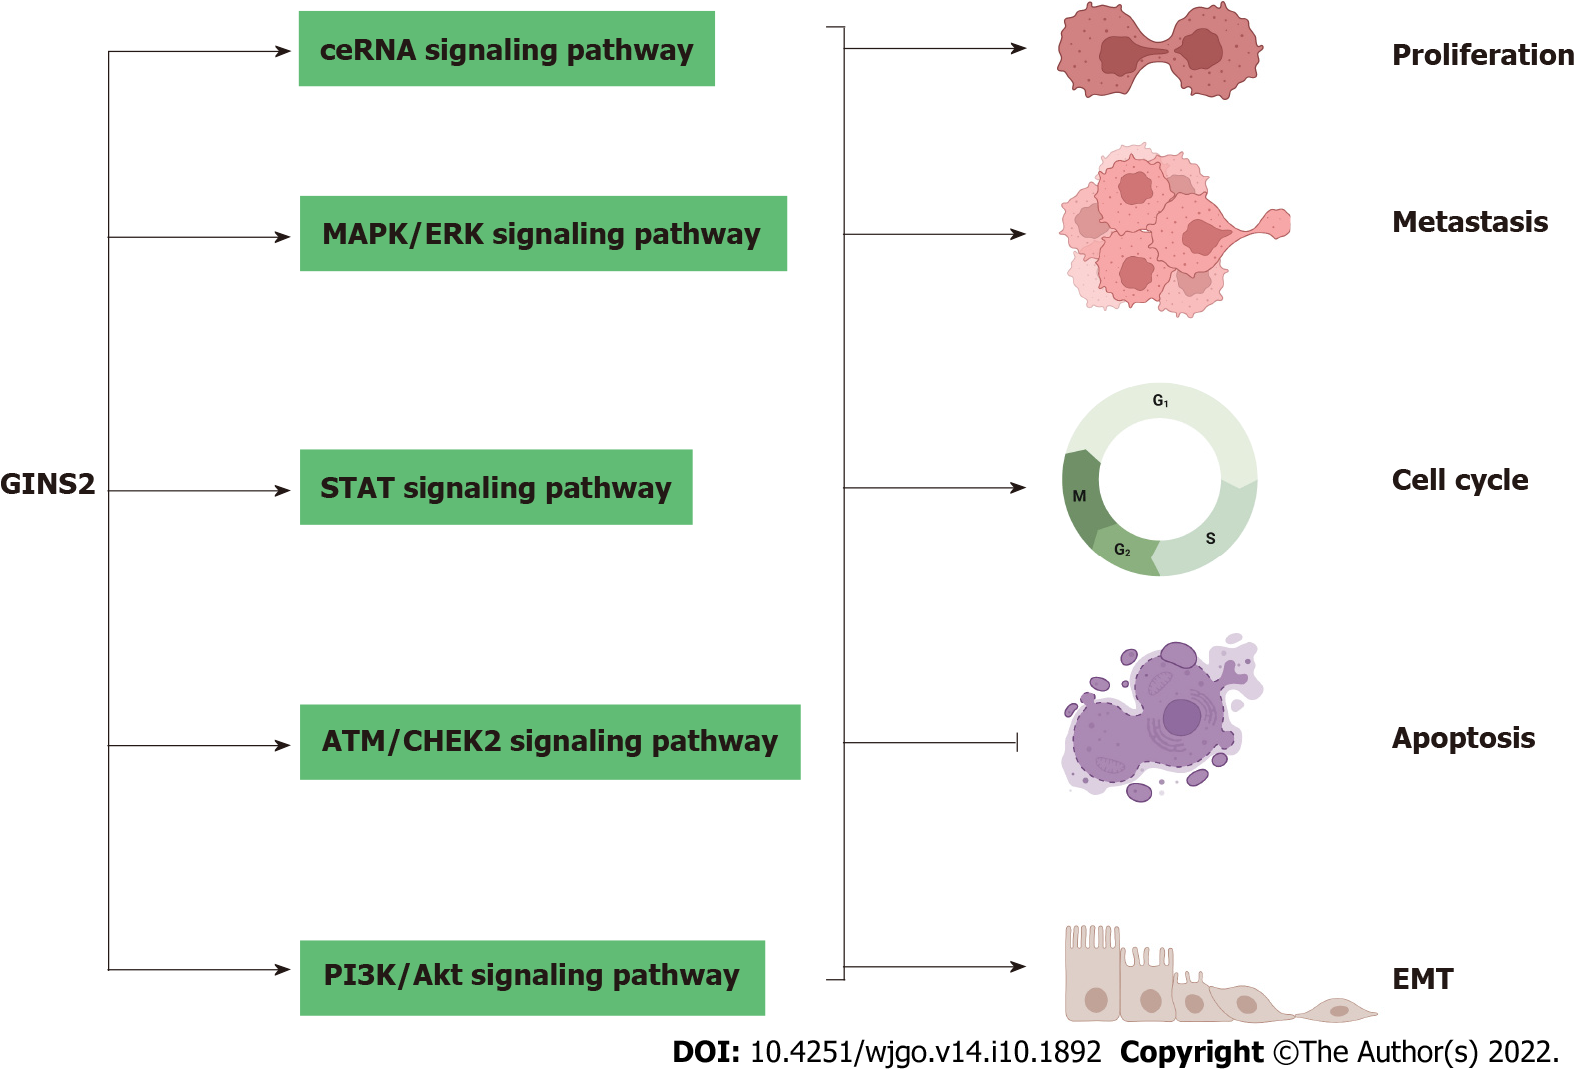 GINS2
ceRNA signaling pathway
MAPK/ERK signaling pathway
STAT signaling pathway
ATM/CHEK2 signaling pathway
PI3K/Akt signaling pathway
Proliferation
Metastasis
G₁
M
G₂
S
Cell cycle
Apoptosis
EMT
DOI: 10.4251/wjgo.v14.i10.1892 Copyright ©The Author(s) 2022.